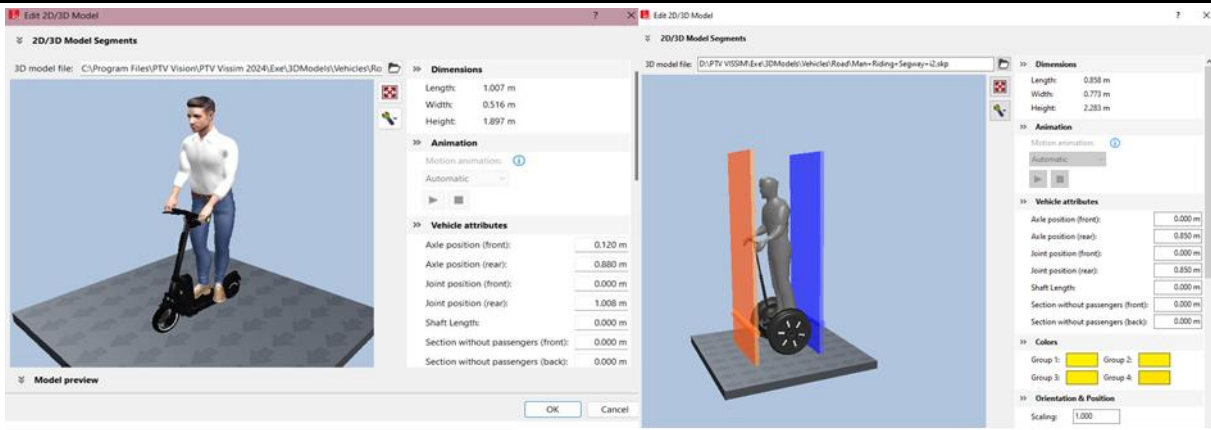 Edit 2D/3D Model
2D/3D Model Segments
3D model file: C:\Program Files\PTV Vision\PTV Vissim 2024\Exe\3DModels\Vehicles\Ro
Dimensions
Length: 1.007 m
Width: 0.516 m
Height: 1.897 m
Animation
Motion animation:
Automatic
Vehicle attributes
Axle position (front): 0.120 m
Axle position (rear): 0.880 m
Joint position (front): 0.000 m
Joint position (rear): 1.008 m
Shaft Length: 0.000 m
Section without passengers (front): 0.000 m
Section without passengers (back): 0.000 m
Model preview
OK Cancel
Edit 2D/3D Model
2D/3D Model Segments
3D model file: D:\PTV VISSIM\Exe\3DModels\Vehicles\Road\Man+Riding+Segway+i2.skp
Dimensions
Length: 0.858 m
Width: 0.773 m
Height: 2.283 m
Animation
Motion animation:
Automatic
Vehicle attributes
Axle position (front): 0.000 m
Axle position (rear): 0.850 m
Joint position (front): 0.000 m
Joint position (rear): 0.850 m
Shaft Length: 0.000 m
Section without passengers (front): 0.000 m
Section without passengers (back): 0.000 m
Colors
Group 1: Group 2:
Group 3: Group 4:
Orientation & Position
Scaling: 1.000